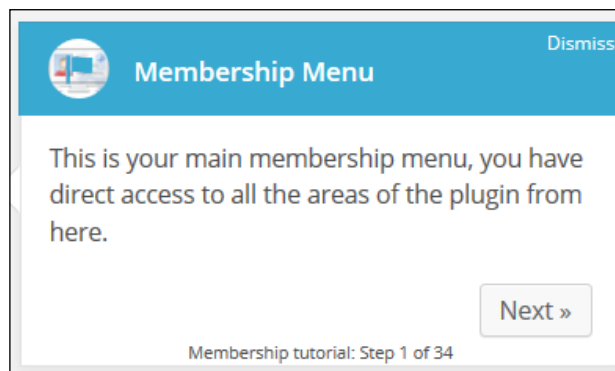 Dismiss
Membership Menu
This is your main membership menu, you have
direct access to all the areas of the plugin from
here.
Next »
Membership tutorial: Step 1 of 34